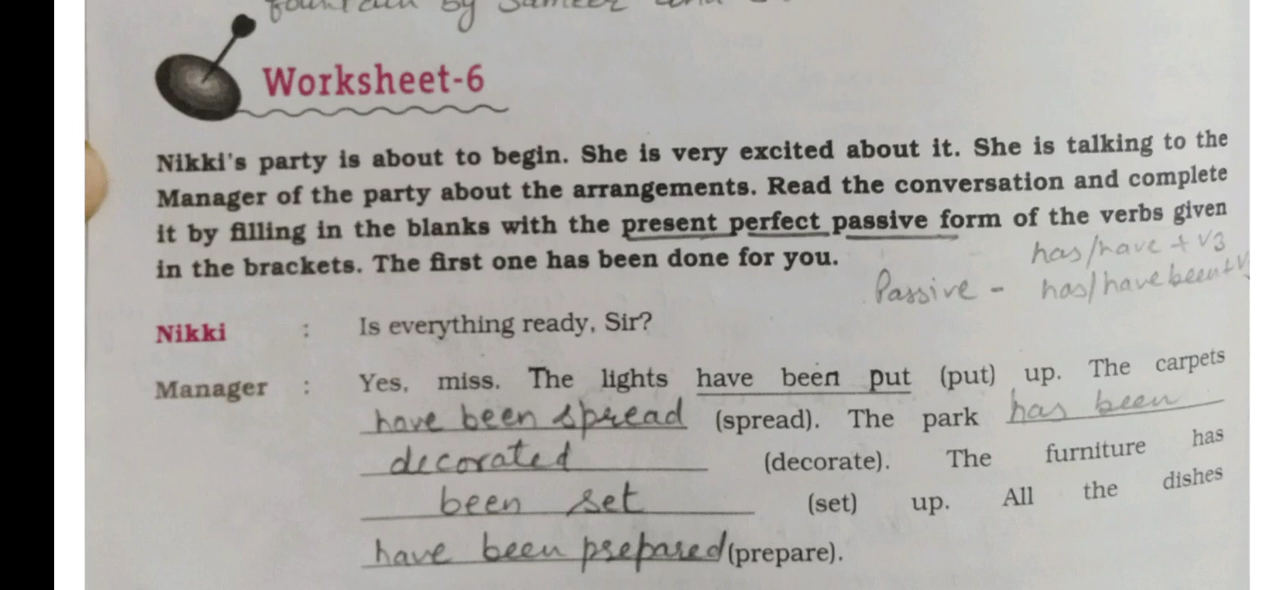 fountain by Sameer
Worksheet-6
Nikki's party is about to begin. She is very excited about it. She is talking to the
Manager of the party about the arrangements. Read the conversation and complete
it by filling in the blanks with the present perfect passive form of the verbs given
in the brackets. The first one has been done for you.
has/have + V3
Passive - has/have been + V
Nikki : Is everything ready, Sir?
Manager : Yes, miss. The lights have been put (put) up. The carpets
have been spread (spread). The park has been
decorated (decorate). The furniture has
been set (set) up. All the dishes
have been prepared (prepare).